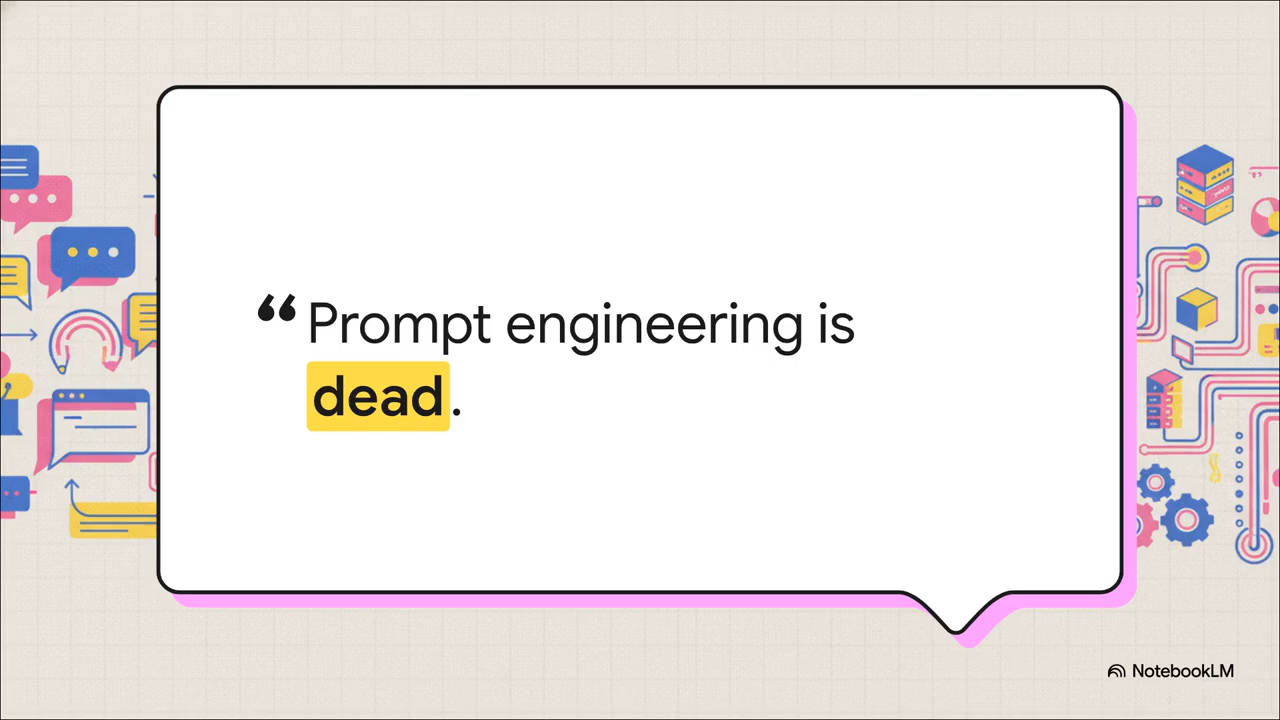 “Prompt engineering is
dead.
NotebookLM